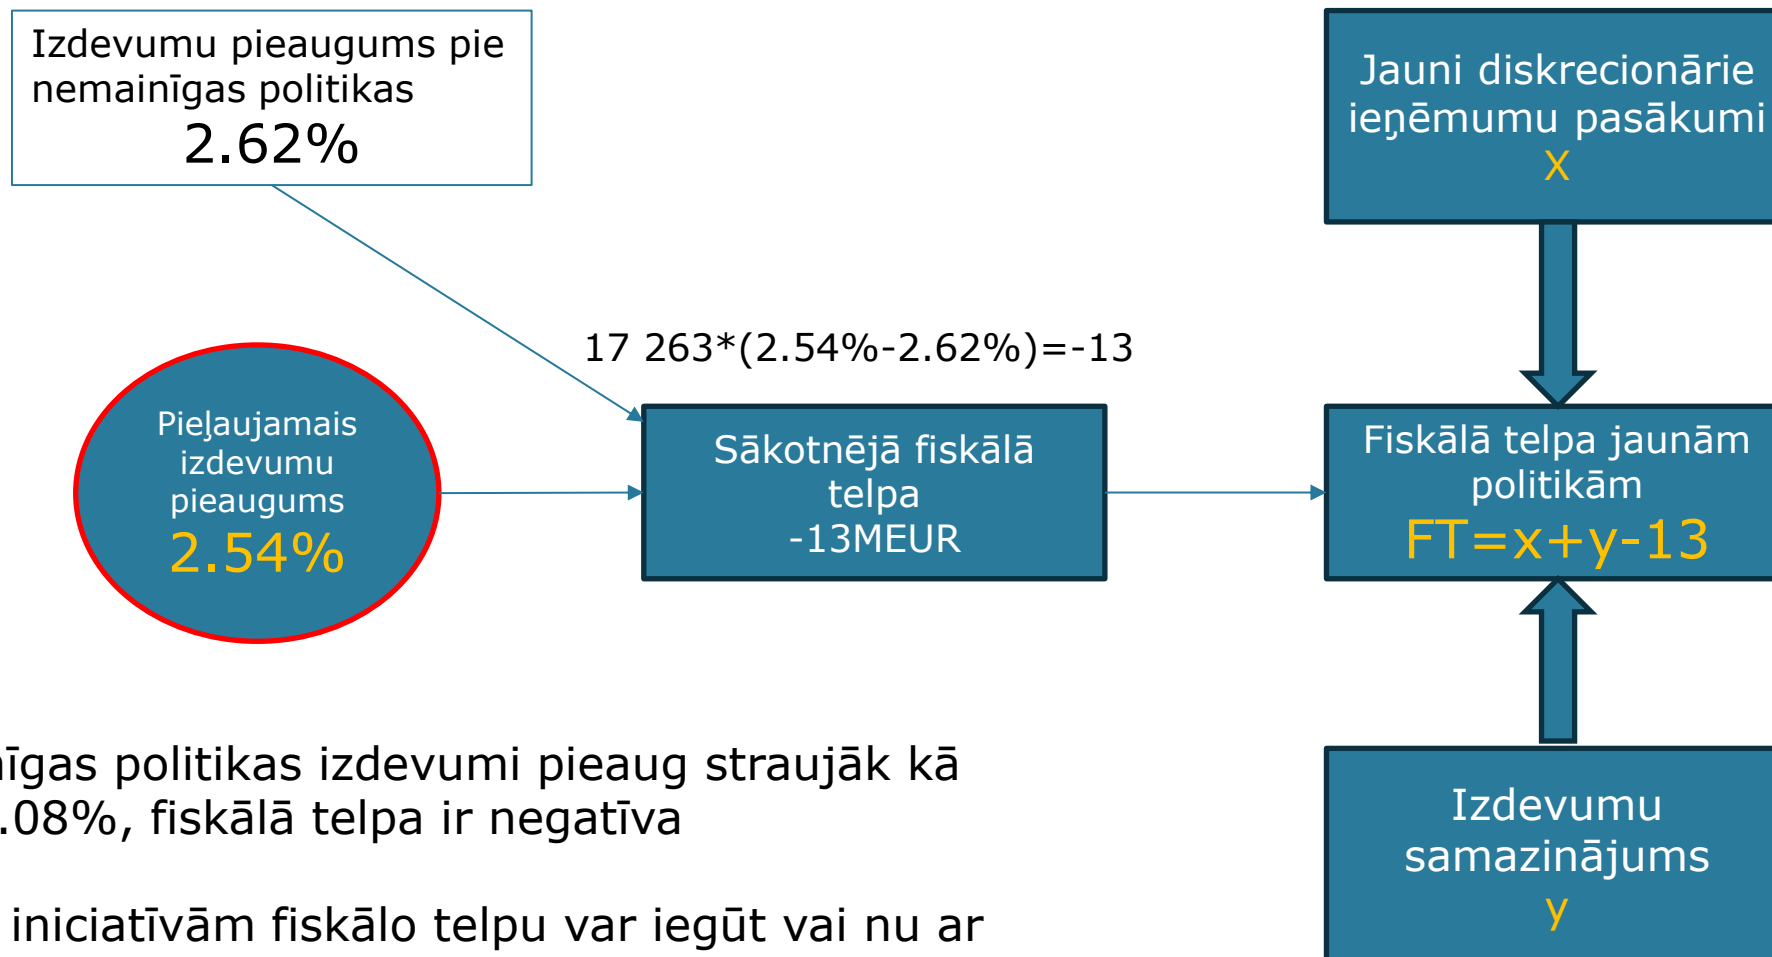 Izdevumu pieaugums pie
nemainīgas politikas
2.62%
Jauni diskrecionārie
ieņēmumu pasākumi
x
17 263*(2.54%-2.62%)=-13
Pieļaujamais
izdevumu
pieaugums
2.54%
Sākotnējā fiskālā
telpa
-13MEUR
Fiskālā telpa jaunām
politikām
FT=x+y-13
politikas izdevumi pieaug straujāk kā
.08%, fiskālā telpa ir negatīva
iniciatīvām fiskālo telpu var iegūt vai nu ar
Izdevumu
samazinājums
y